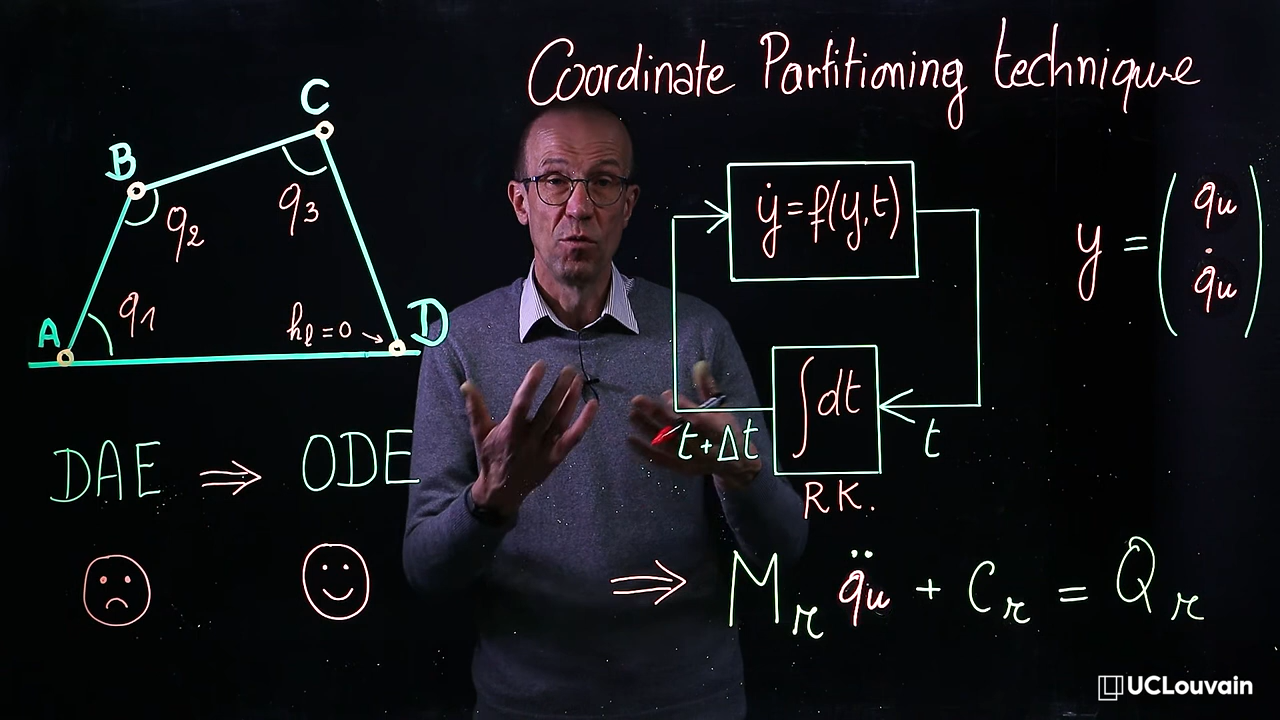 Coordinate Partitioning technique
C
B
q2
q3
A
q1
hℓ=0
D
ẏ=f(y,t)
y = (qu
q̇u)
∫dt
t+Δt
t
R.K.
DAE ⇒ ODE
⇒ Mr q̈u + Cr = Qr
UCLouvain